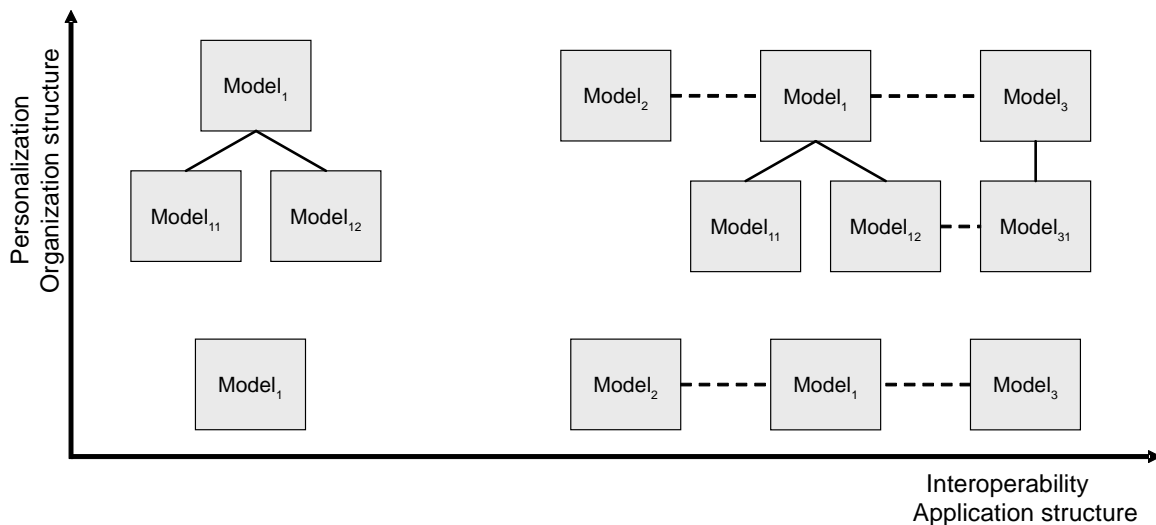 Personalization
Organization structure
Model₁
Model₁₁
Model₁₂
Model₂
Model₁
Model₃
Model₁₁
Model₁₂
Model₃₁
Model₁
Model₂
Model₁
Model₃
Interoperability
Application structure